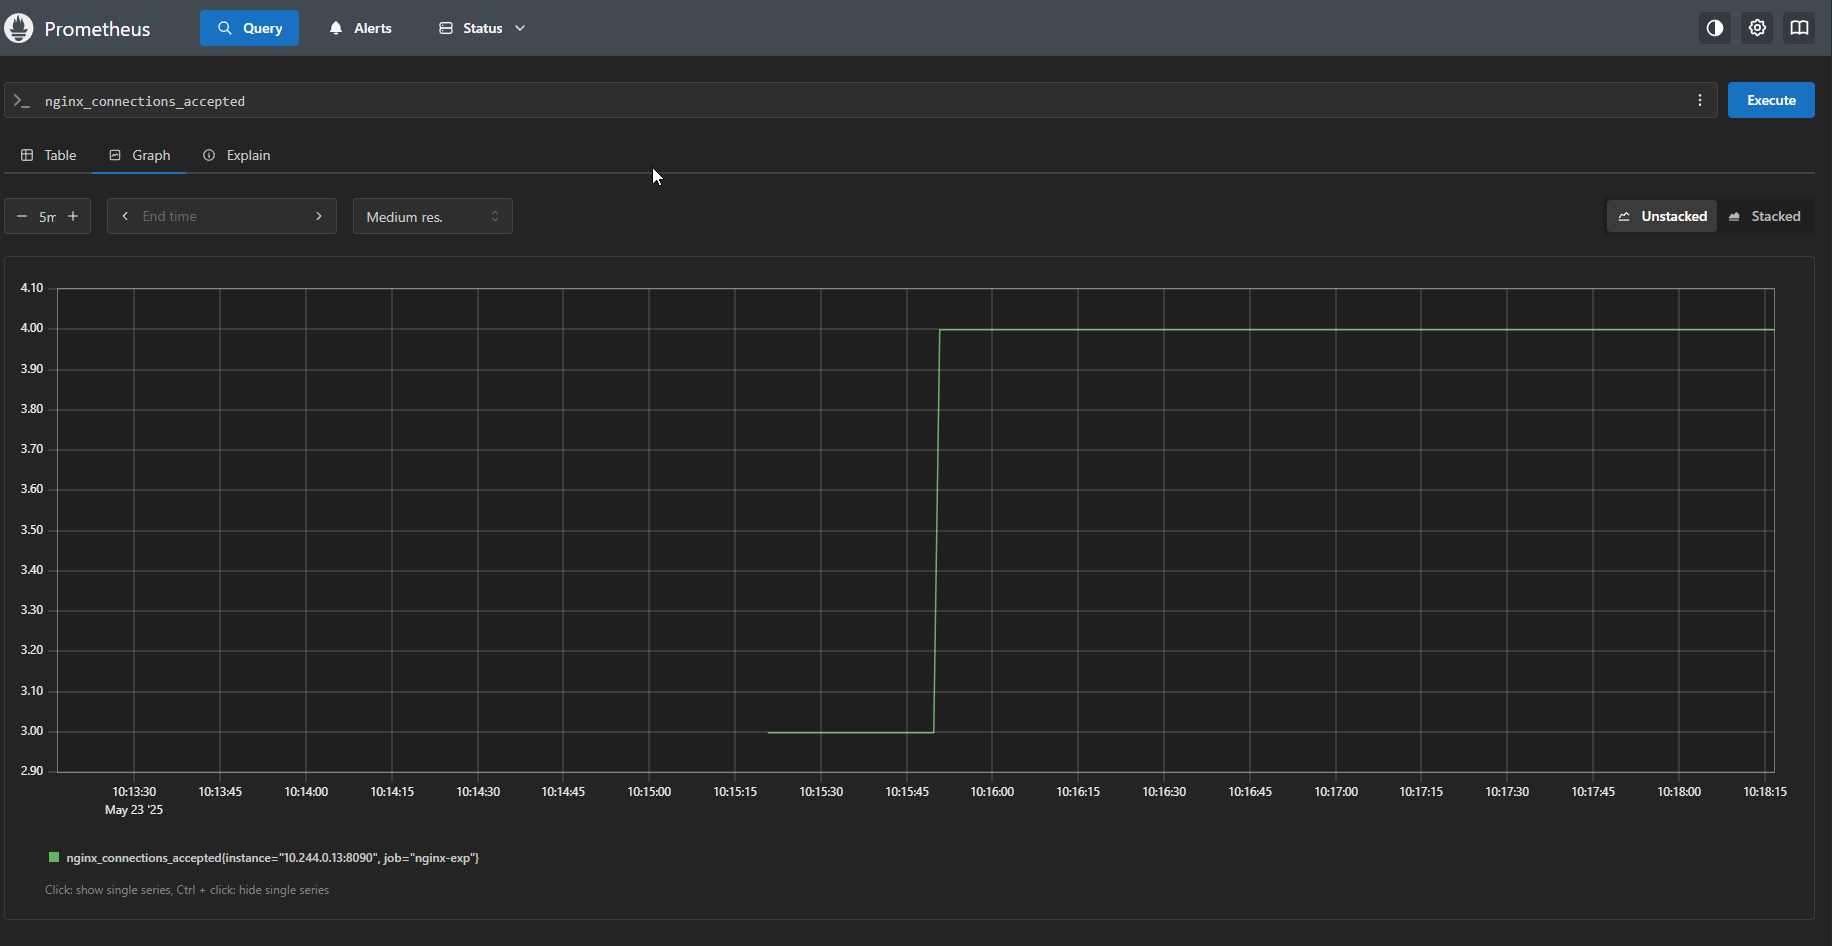 Prometheus Query Alerts Status
nginx_connections_accepted Execute
Table Graph Explain
5m End time Medium res. Unstacked Stacked
4.10
4.00
3.90
3.80
3.70
3.60
3.50
3.40
3.30
3.20
3.10
3.00
2.90
10:13:30 10:13:45 10:14:00 10:14:15 10:14:30 10:14:45 10:15:00 10:15:15 10:15:30 10:15:45 10:16:00 10:16:15 10:16:30 10:16:45 10:17:00 10:17:15 10:17:30 10:17:45 10:18:00 10:18:15
May 23 '25
nginx_connections_accepted{instance="10.244.0.13:8090", job="nginx-exp"}
Click: show single series, Ctrl + click: hide single series